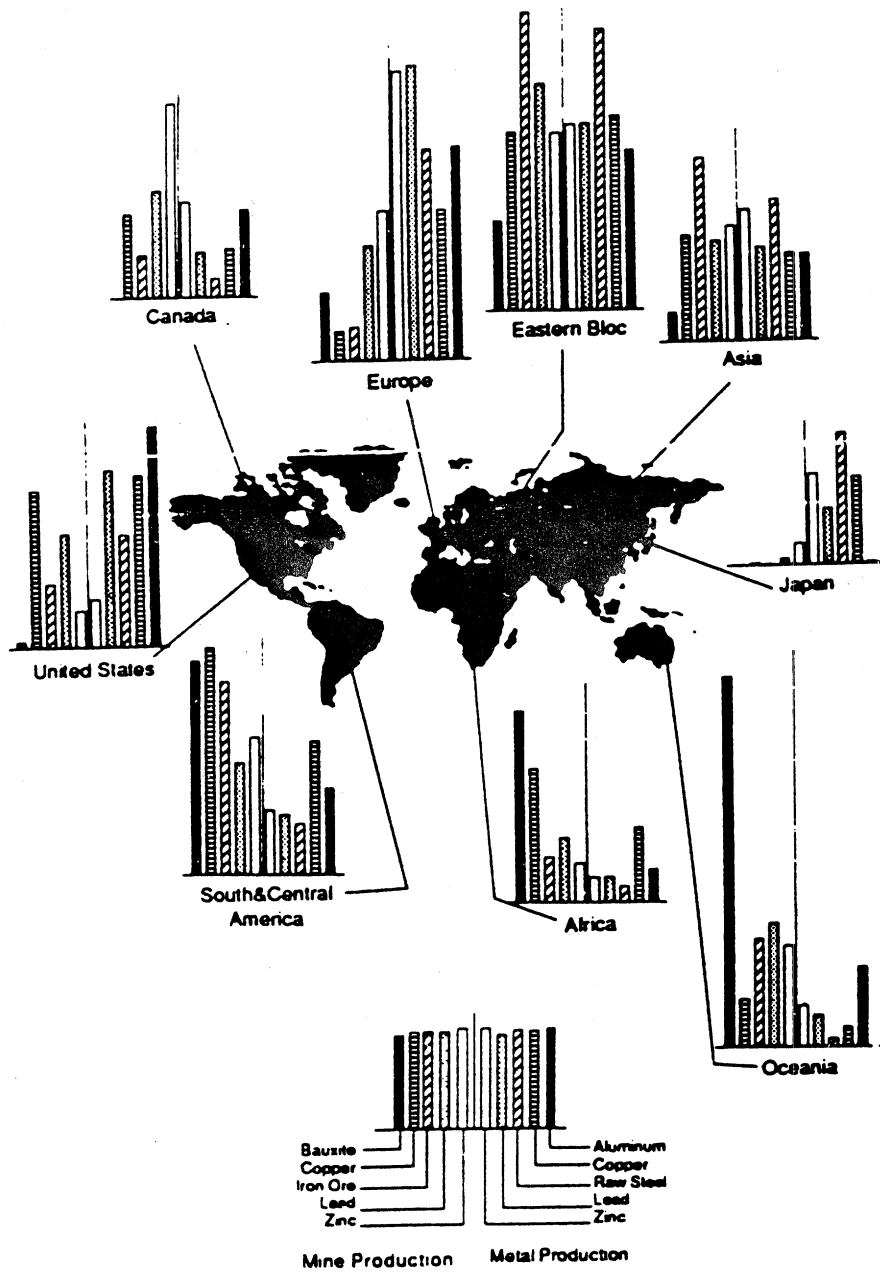 Canada
Europe
Eastern Bloc
Asia
United States
Japan
South&Central
America
Africa
Oceania
Bauxite
Copper
Iron Ore
Lead
Zinc
Aluminum
Copper
Raw Steel
Lead
Zinc
Mine Production
Metal Production